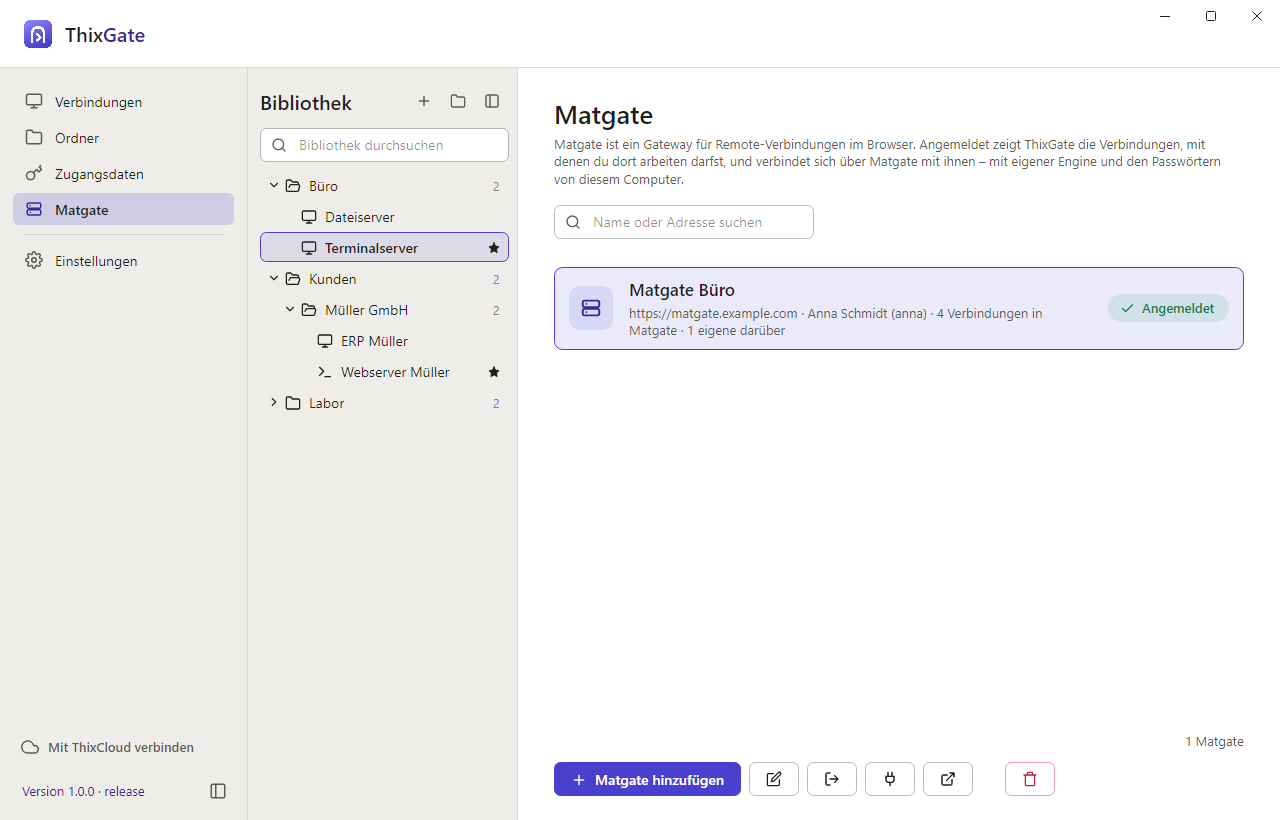 ThixGate
Verbindungen
Ordner
Zugangsdaten
Matgate
Einstellungen
Mit ThixCloud verbinden
Version 1.0.0 · release
Bibliothek
Bibliothek durchsuchen
Büro 2
Dateiserver
Terminalserver
Kunden 2
Müller GmbH 2
ERP Müller
Webserver Müller
Labor 2
Matgate
Matgate ist ein Gateway für Remote-Verbindungen im Browser. Angemeldet zeigt ThixGate die Verbindungen, mit
denen du dort arbeiten darfst, und verbindet sich über Matgate mit ihnen – mit eigener Engine und den Passwörtern
von diesem Computer.
Name oder Adresse suchen
Matgate Büro
https://matgate.example.com · Anna Schmidt (anna) · 4 Verbindungen in
Matgate · 1 eigene darüber
Angemeldet
1 Matgate
Matgate hinzufügen